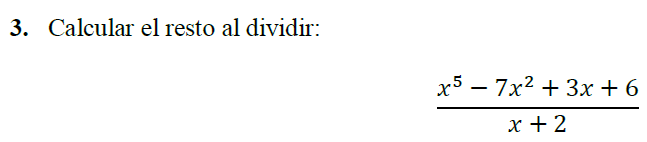 3. Calcular el resto al dividir:
x⁵ − 7x² + 3x + 6
x + 2